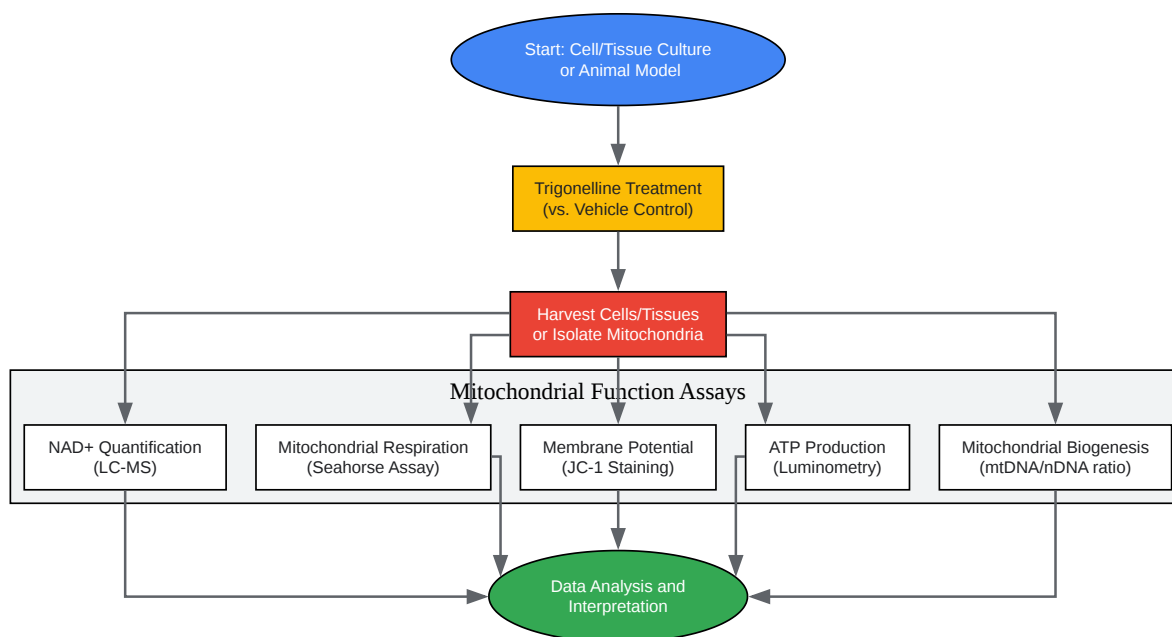 Start: Cell/Tissue Culture
or Animal Model
Trigonelline Treatment
(vs. Vehicle Control)
Harvest Cells/Tissues
or Isolate Mitochondria
Mitochondrial Function Assays
NAD+ Quantification
(LC-MS)
Mitochondrial Respiration
(Seahorse Assay)
Membrane Potential
(JC-1 Staining)
ATP Production
(Luminometry)
Mitochondrial Biogenesis
(mtDNA/nDNA ratio)
Data Analysis and
Interpretation